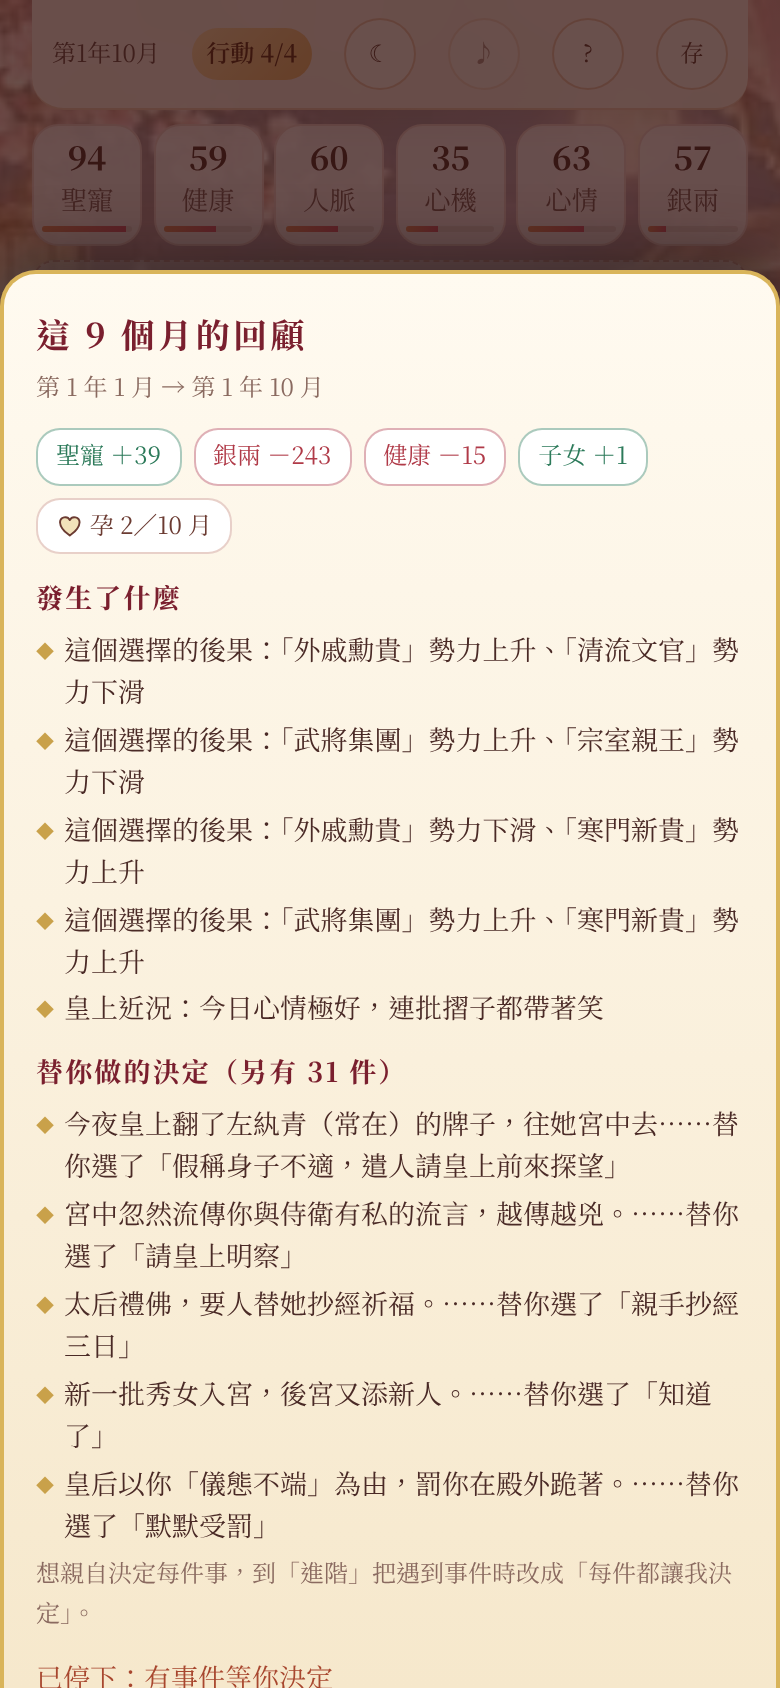 第1年10月 行動 4/4 ☾ ♪ ? 存
94 59 60 35 63 57
聖寵 健康 人脈 心機 心情 銀兩
這 9 個月的回顧
第 1 年 1 月 → 第 1 年 10 月
聖寵 ＋39 銀兩 －243 健康 －15 子女 ＋1
孕 2／10 月
發生了什麼
◆ 這個選擇的後果：「外戚勳貴」勢力上升、「清流文官」勢
力下滑
◆ 這個選擇的後果：「武將集團」勢力上升、「宗室親王」勢
力下滑
◆ 這個選擇的後果：「外戚勳貴」勢力下滑、「寒門新貴」勢
力上升
◆ 這個選擇的後果：「武將集團」勢力上升、「寒門新貴」勢
力上升
◆ 皇上近況：今日心情極好，連批摺子都帶著笑
替你做的決定（另有 31 件）
◆ 今夜皇上翻了左紈青（常在）的牌子，往她宮中去……替
你選了「假稱身子不適，遣人請皇上前來探望」
◆ 宮中忽然流傳你與侍衛有私的流言，越傳越兇。……替你
選了「請皇上明察」
◆ 太后禮佛，要人替她抄經祈福。……替你選了「親手抄經
三日」
◆ 新一批秀女入宮，後宮又添新人。……替你選了「知道
了」
◆ 皇后以你「儀態不端」為由，罰你在殿外跪著。……替你
選了「默默受罰」
想親自決定每件事，到「進階」把遇到事件時改成「每件都讓我決
定」。
已停下：有事件等你決定